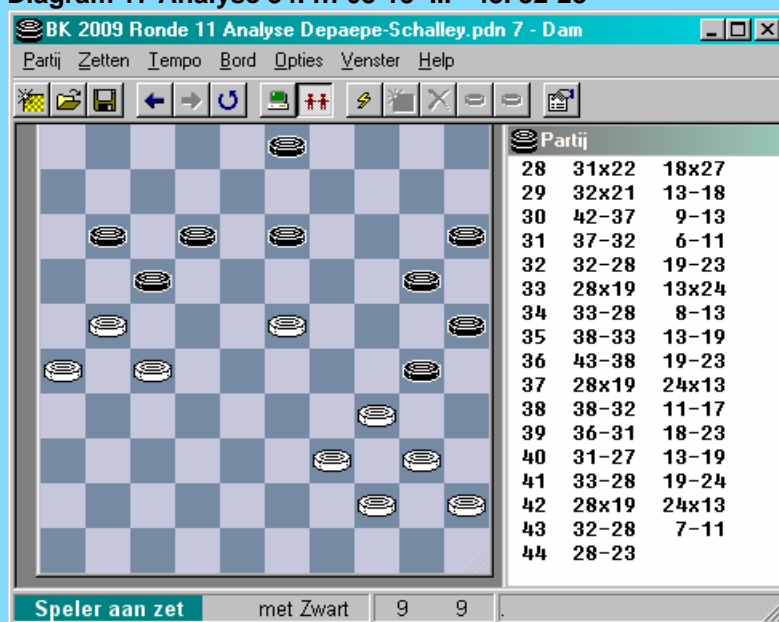 Diagram 17 Analyse
BK 2009 Ronde 11 Analyse Depaepe-Schalley.pdn 7 - Dam
Partij Zetten Tempo Bord Opties Venster Help
Partij
28 31x22 18x27
29 32x21 13-18
30 42-37 9-13
31 37-32 6-11
32 32-28 19-23
33 28x19 13x24
34 33-28 8-13
35 38-33 13-19
36 43-38 19-23
37 28x19 24x13
38 38-32 11-17
39 36-31 18-23
40 31-27 13-19
41 33-28 19-24
42 28x19 24x13
43 32-28 7-11
44 28-23
Speler aan zet met Zwart 9 9 .